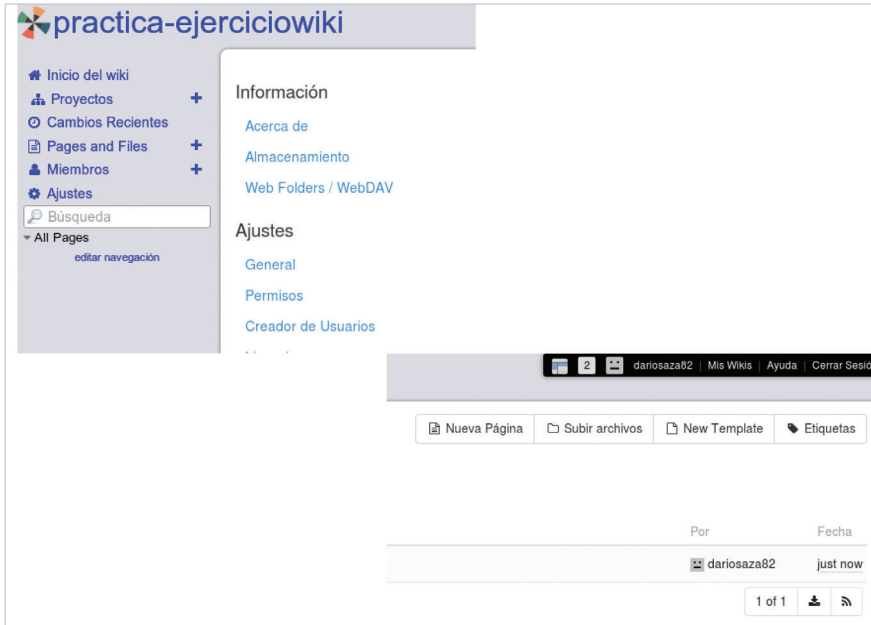 practica-ejerciciowiki
Inicio del wiki
Proyectos
Cambios Recientes
Pages and Files
Miembros
Ajustes
Búsqueda
All Pages
editar navegación
Información
Acerca de
Almacenamiento
Web Folders / WebDAV
Ajustes
General
Permisos
Creador de Usuarios
2 dariosaza82 | Mis Wikis | Ayuda | Cerrar Sesió
Nueva Página Subir archivos New Template Etiquetas
Por Fecha
dariosaza82 just now
1 of 1